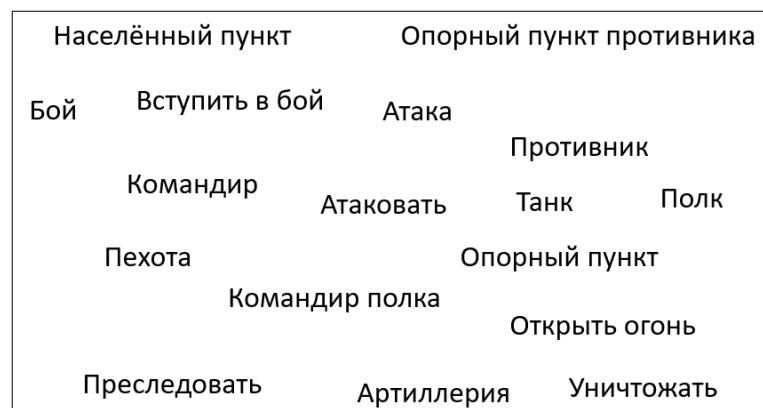 Населённый пункт Опорный пункт противника
Бой Вступить в бой Атака
Противник
Командир Атаковать Танк Полк
Пехота Опорный пункт
Командир полка
Открыть огонь
Преследовать Артиллерия Уничтожать